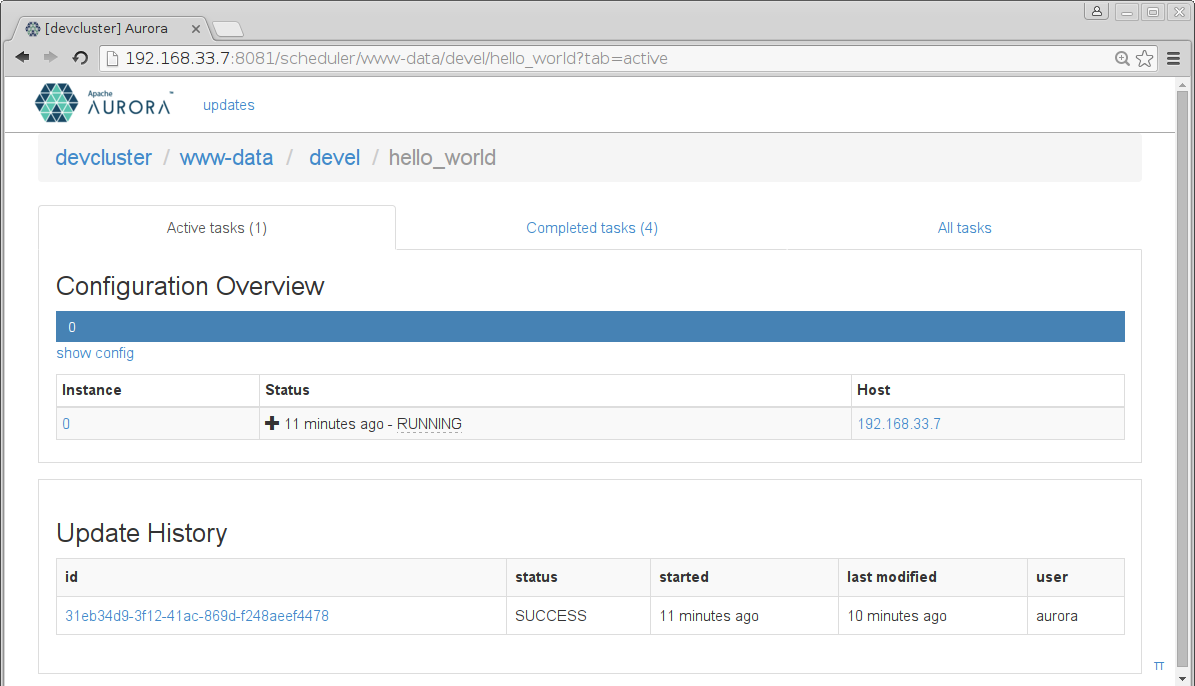 [devcluster] Aurora
192.168.33.7:8081/scheduler/www-data/devel/hello_world?tab=active
Apache
AURORA™
updates
devcluster / www-data / devel / hello_world
Active tasks (1) Completed tasks (4) All tasks
Configuration Overview
0
show config
Instance Status Host
0 11 minutes ago - RUNNING 192.168.33.7
Update History
id status started last modified user
31eb34d9-3f12-41ac-869d-f248aeef4478 SUCCESS 11 minutes ago 10 minutes ago aurora
π